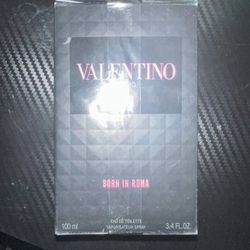 VALENTINO
BORN IN ROMA
EAU DE TOILETTE
VAPORISATEUR SPRAY
100 ml
3.4 FL.OZ.